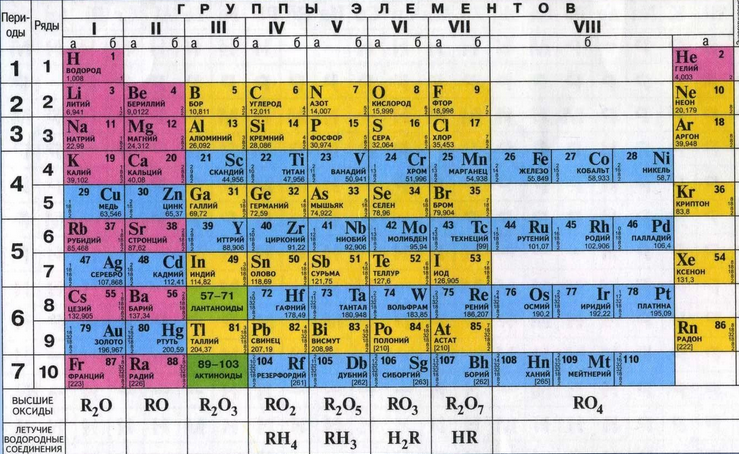 ГРУППЫ ЭЛЕМЕНТОВ
Пери-
оды Ряды I II III IV V VI VII VIII
а б а б а б а б а б а б а б б а
1 1 H 1 He 2
ВОДОРОД ГЕЛИЙ
1,008 4,003
2 2 Li 3 Be 4 B 5 C 6 N 7 O 8 F 9 Ne 10
ЛИТИЙ БЕРИЛЛИЙ БОР УГЛЕРОД АЗОТ КИСЛОРОД ФТОР НЕОН
6,941 9,0122 10,811 12,011 14,007 15,999 18,998 20,179
3 3 Na 11 Mg 12 Al 13 Si 14 P 15 S 16 Cl 17 Ar 18
НАТРИЙ МАГНИЙ АЛЮМИНИЙ КРЕМНИЙ ФОСФОР СЕРА ХЛОР АРГОН
22,99 24,312 26,092 28,086 30,974 32,064 35,453 39,948
4 4 K 19 Ca 20 21 Sc 22 Ti 23 V 24 Cr 25 Mn 26 Fe 27 Co 28 Ni
КАЛИЙ КАЛЬЦИЙ СКАНДИЙ ТИТАН ВАНАДИЙ ХРОМ МАРГАНЕЦ ЖЕЛЕЗО КОБАЛЬТ НИКЕЛЬ
39,102 40,08 44,956 47,956 50,941 51,996 54,938 55,849 58,933 58,7
5 29 Cu 30 Zn Ga 31 Ge 32 As 33 Se 34 Br 35 Kr 36
МЕДЬ ЦИНК ГАЛЛИЙ ГЕРМАНИЙ МЫШЬЯК СЕЛЕН БРОМ КРИПТОН
63,546 65,37 69,72 72,59 74,922 78,96 79,904 83,8
5 6 Rb 37 Sr 38 39 Y 40 Zr 41 Nb 42 Mo 43 Tc 44 Ru 45 Rh 46 Pd
РУБИДИЙ СТРОНЦИЙ ИТТРИЙ ЦИРКОНИЙ НИОБИЙ МОЛИБДЕН ТЕХНЕЦИЙ РУТЕНИЙ РОДИЙ ПАЛЛАДИЙ
85,468 87,62 88,906 91,22 92,906 95,94 [99] 101,07 102,906 106,4
7 47 Ag 48 Cd In 49 Sn 50 Sb 51 Te 52 I 53 Xe 54
СЕРЕБРО КАДМИЙ ИНДИЙ ОЛОВО СУРЬМА ТЕЛЛУР ИОД КСЕНОН
107,868 112,41 114,82 118,69 121,75 127,6 126,905 131,3
6 8 Cs 55 Ba 56 57–71 72 Hf 73 Ta 74 W 75 Re 76 Os 77 Ir 78 Pt
ЦЕЗИЙ БАРИЙ ЛАНТАНОИДЫ ГАФНИЙ ТАНТАЛ ВОЛЬФРАМ РЕНИЙ ОСМИЙ ИРИДИЙ ПЛАТИНА
132,905 137,34 178,49 180,948 183,85 186,207 190,2 192,22 195,09
9 79 Au 80 Hg Tl 81 Pb 82 Bi 83 Po 84 At 85 Rn 86
ЗОЛОТО РТУТЬ ТАЛЛИЙ СВИНЕЦ ВИСМУТ ПОЛОНИЙ АСТАТ РАДОН
196,967 200,59 204,37 207,19 208,98 [210] [210] [222]
7 10 Fr 87 Ra 88 89–103 104 Rf 105 Db 106 Sg 107 Bh 108 Hn 109 Mt 110
ФРАНЦИЙ РАДИЙ АКТИНОИДЫ РЕЗЕРФОРДИЙ ДУБНИЙ СИБОРГИЙ БОРИЙ ХАНИЙ МЕЙТНЕРИЙ
[223] [226] [261] [262] [263] [262] [265]
ВЫСШИЕ
ОКСИДЫ R₂O RO R₂O₃ RO₂ R₂O₅ RO₃ R₂O₇ RO₄
ЛЕТУЧИЕ
ВОДОРОДНЫЕ
СОЕДИНЕНИЯ RH₄ RH₃ H₂R HR